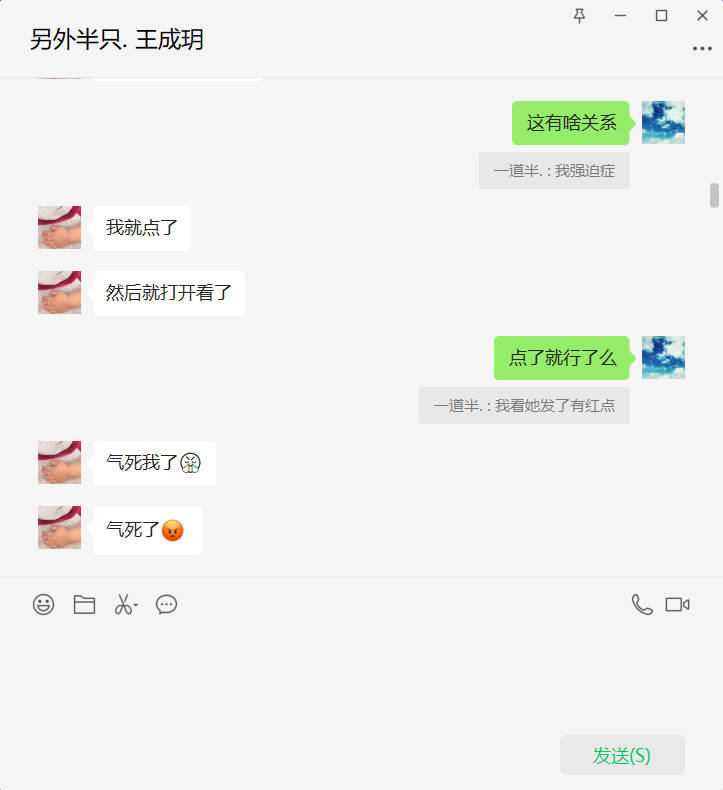 另外半只. 王成玥
这有啥关系
一道半. : 我强迫症
我就点了
然后就打开看了
点了就行了么
一道半. : 我看她发了有红点
气死我了
气死了😡
发送(S)